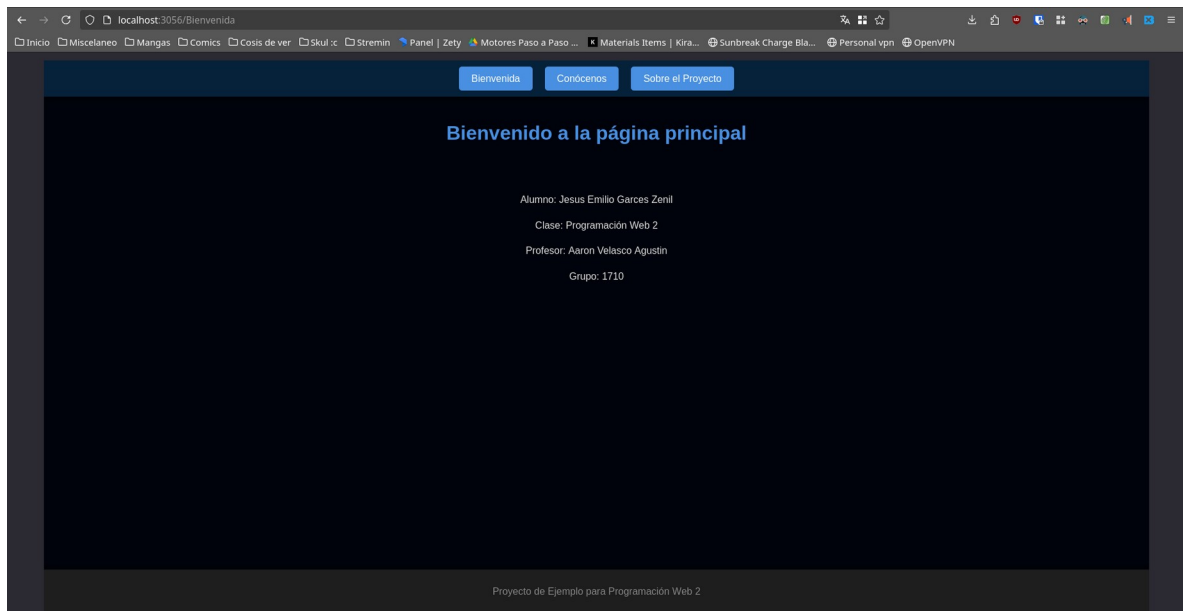 localhost:3056/Bienvenida
Inicio Miscelaneo Mangas Comics Cosis de ver Skul :c Stremin Panel | Zety Motores Paso a Paso ... Materials Items | Kira... Sunbreak Charge Bla... Personal vpn OpenVPN
Bienvenida Conócenos Sobre el Proyecto
Bienvenido a la página principal
Alumno: Jesus Emilio Garces Zenil
Clase: Programación Web 2
Profesor: Aaron Velasco Agustin
Grupo: 1710
Proyecto de Ejemplo para Programación Web 2